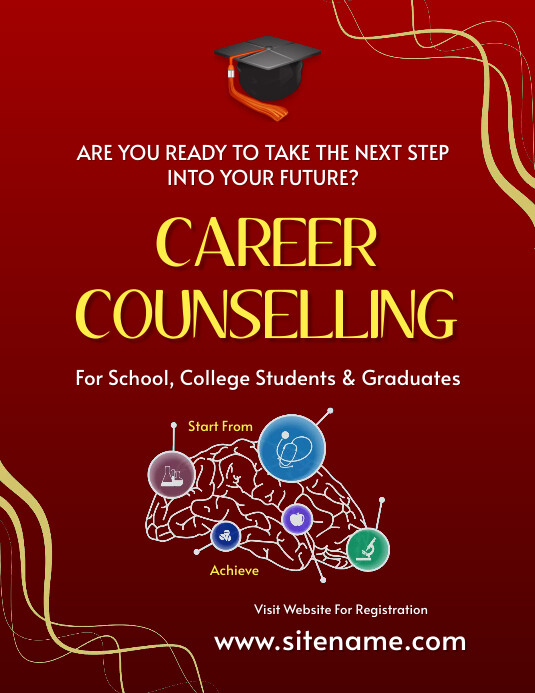 ARE YOU READY TO TAKE THE NEXT STEP
INTO YOUR FUTURE?
CAREER
COUNSELLING
For School, College Students & Graduates
Start From
Achieve
Visit Website For Registration
www.sitename.com